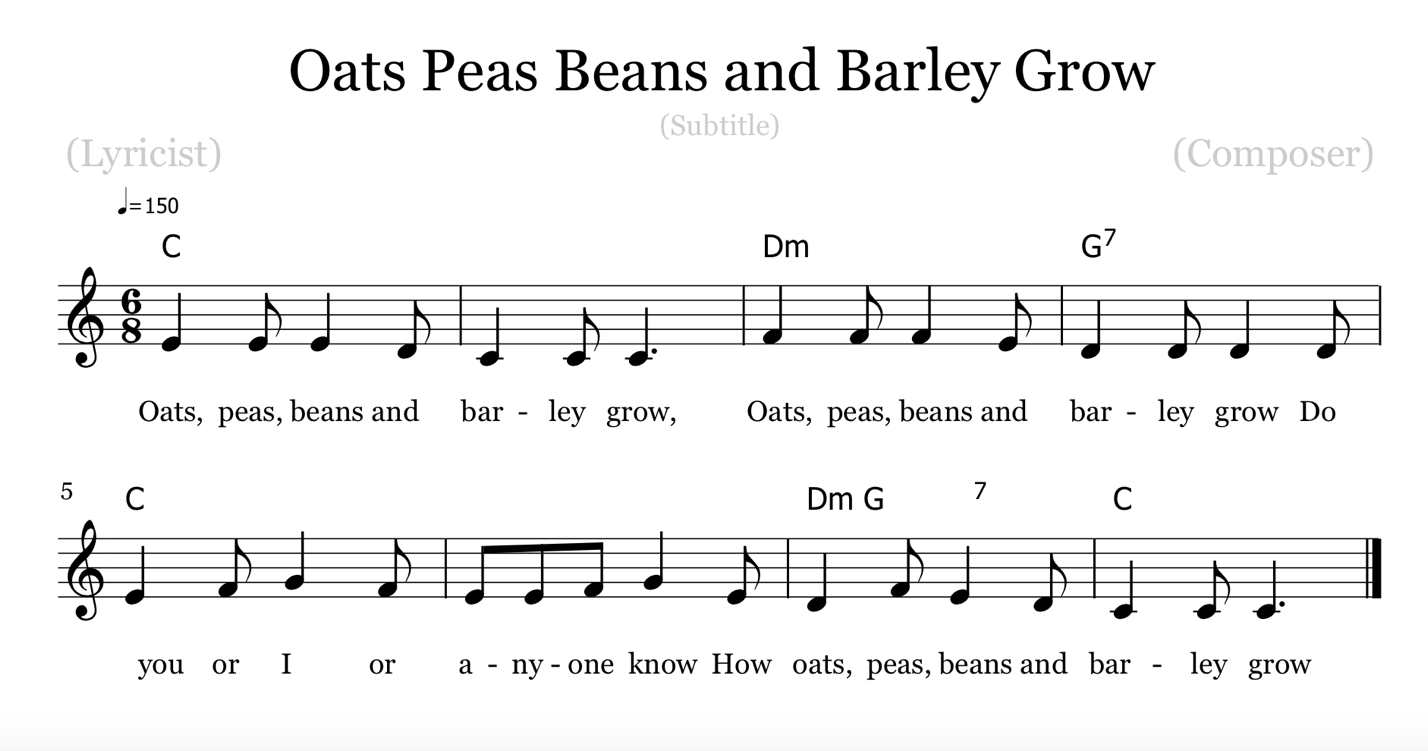 Oats Peas Beans and Barley Grow
(Subtitle)
(Lyricist) (Composer)
=150
C Dm G7
6
8
Oats, peas, beans and bar - ley grow, Oats, peas, beans and bar - ley grow Do
5 C Dm G 7 C
you or I or a - ny - one know How oats, peas, beans and bar - ley grow